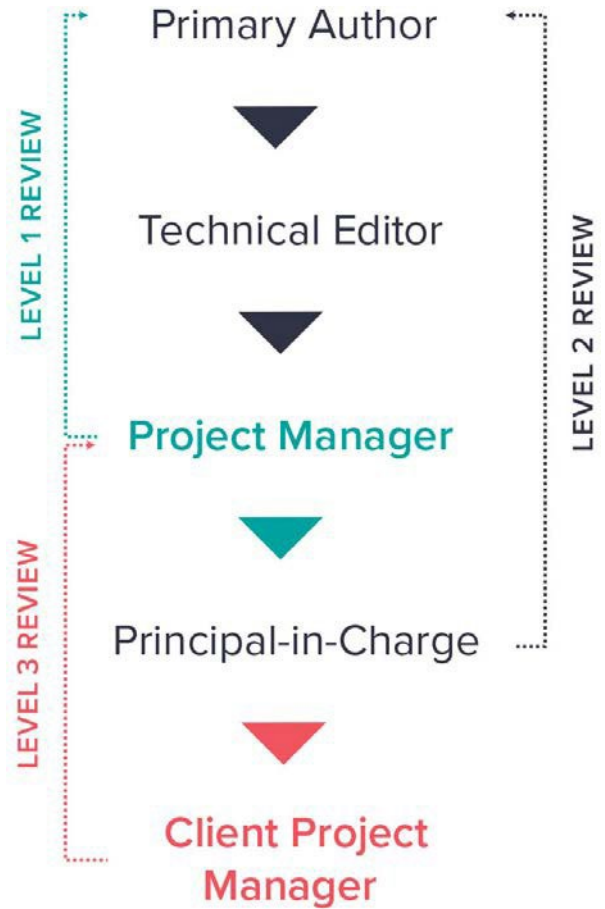 Primary Author
LEVEL 1 REVIEW
Technical Editor
LEVEL 2 REVIEW
Project Manager
LEVEL 3 REVIEW
Principal-in-Charge
Client Project
Manager